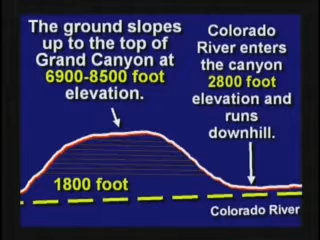 The ground slopes
up to the top of
Grand Canyon at
6900-8500 foot
elevation.
Colorado
River enters
the canyon
2800 foot
elevation and
runs
downhill.
1800 foot
Colorado River